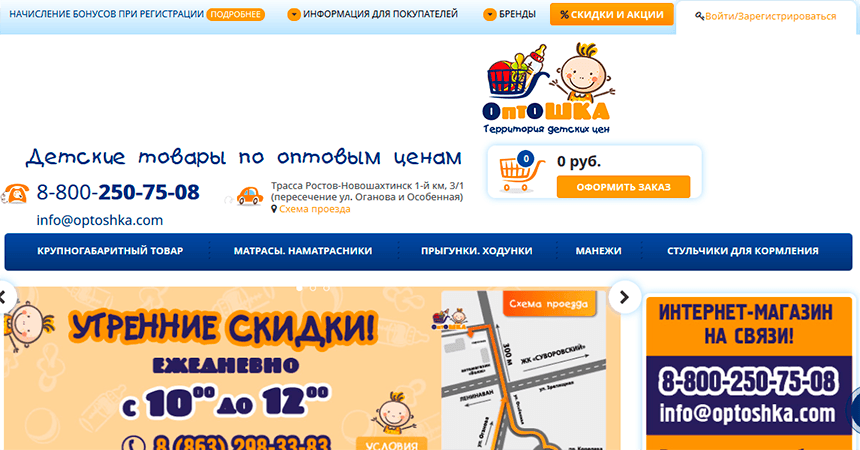 НАЧИСЛЕНИЕ БОНУСОВ ПРИ РЕГИСТРАЦИИ ПОДРОБНЕЕ
ИНФОРМАЦИЯ ДЛЯ ПОКУПАТЕЛЕЙ
БРЕНДЫ
% СКИДКИ И АКЦИИ
Войти/Зарегистрироваться
ОптОШКА
Территория детских цен
Детские товары по оптовым ценам
8-800-250-75-08
info@optoshka.com
Трасса Ростов-Новошахтинск 1-й км, 3/1
(пересечение ул. Оганова и Особенная)
Схема проезда
0
0 руб.
ОФОРМИТЬ ЗАКАЗ
КРУПНОГАБАРИТНЫЙ ТОВАР
МАТРАСЫ. НАМАТРАСНИКИ
ПРЫГУНКИ. ХОДУНКИ
МАНЕЖИ
СТУЛЬЧИКИ ДЛЯ КОРМЛЕНИЯ
УТРЕННИЕ СКИДКИ!
ЕЖЕДНЕВНО
с 10⁰⁰ до 12⁰⁰
8 (863) 298-33-83
УСЛОВИЯ
Схема проезда
ОптОШКА
300 м
ЖК «СУВОРОВСКИЙ»
ЛЕНИНАВАН
ул. Оганова
ИНТЕРНЕТ-МАГАЗИН
НА СВЯЗИ!
8-800-250-75-08
info@optoshka.com